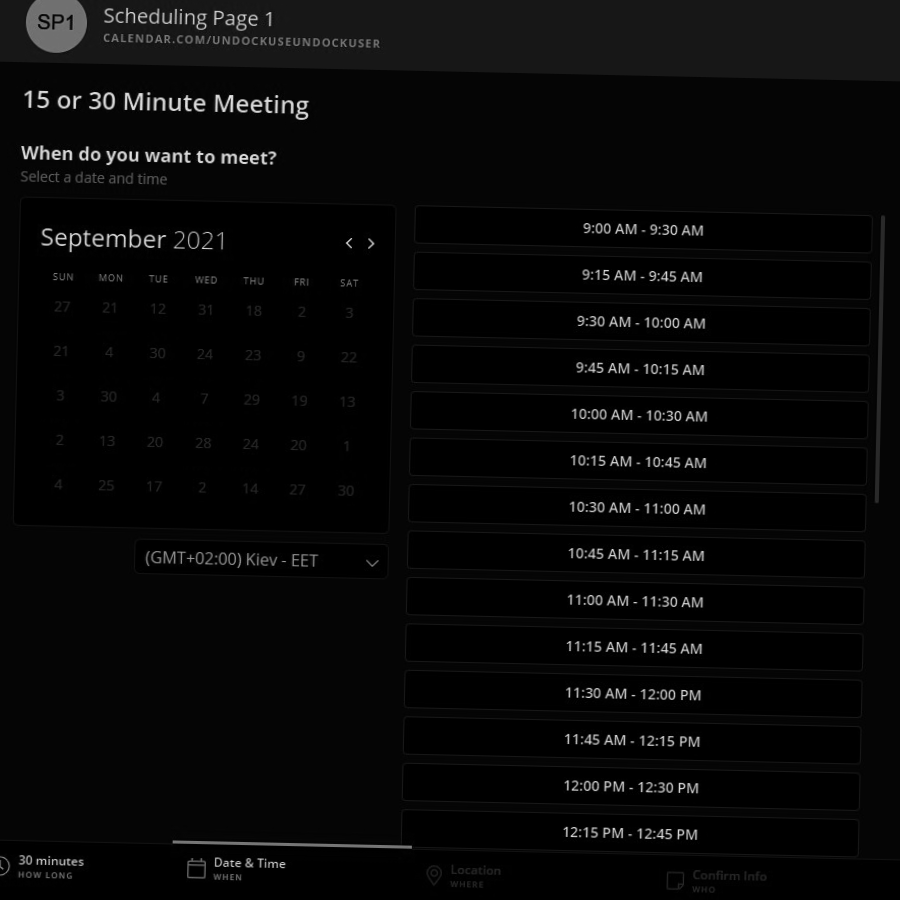 SP1
Scheduling Page 1
CALENDAR.COM/UNDOCKUSEUNDOCKUSER
15 or 30 Minute Meeting
When do you want to meet?
Select a date and time
September 2021
SUN MON TUE WED THU FRI SAT
27 21 12 31 18 2 3
21 4 30 24 23 9 22
3 30 4 7 29 19 13
2 13 20 28 24 20 1
4 25 17 2 14 27 30
(GMT+02:00) Kiev - EET
9:00 AM - 9:30 AM
9:15 AM - 9:45 AM
9:30 AM - 10:00 AM
9:45 AM - 10:15 AM
10:00 AM - 10:30 AM
10:15 AM - 10:45 AM
10:30 AM - 11:00 AM
10:45 AM - 11:15 AM
11:00 AM - 11:30 AM
11:15 AM - 11:45 AM
11:30 AM - 12:00 PM
11:45 AM - 12:15 PM
12:00 PM - 12:30 PM
12:15 PM - 12:45 PM
30 minutes
HOW LONG
Date & Time
WHEN
Location
WHERE
Confirm Info
WHO